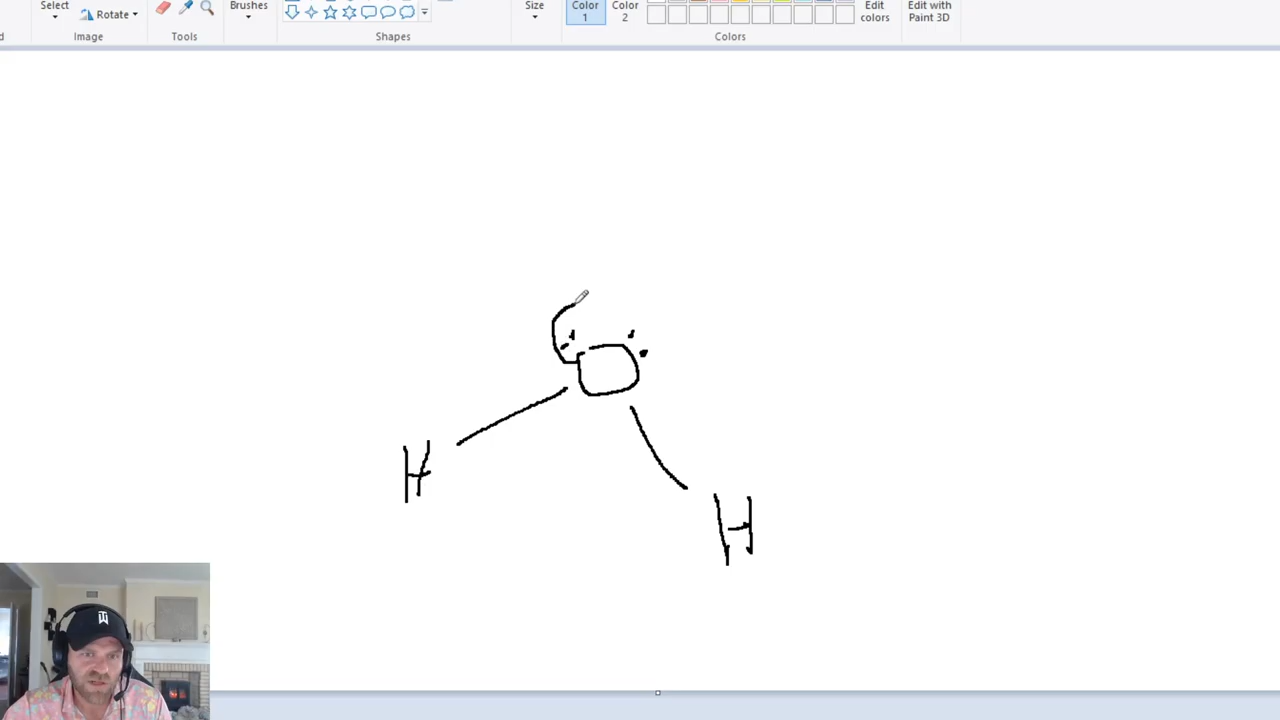 Select
Rotate
Brushes
Size
Color
1
Color
2
Edit
colors
Edit with
Paint 3D
Image
Tools
Shapes
Colors
O
H
H